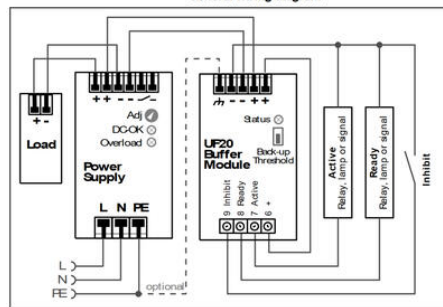 + + - -
+ -
Load
Adj
DC-OK
Overload
Power
Supply
L N PE
L
N
PE
optional
- - + +
Status
UF20
Buffer
Module
Back-up
Threshold
9 Inhibit
8 Ready
7 Active
6 +
Active
Relay, lamp or signal
Ready
Relay, lamp or signal
Inhibit